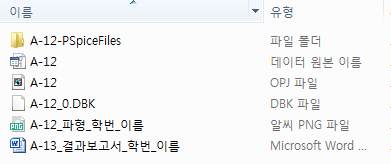 이름 유형
A-12-PSpiceFiles 파일 폴더
A-12 데이터 원본 이름
A-12 OPJ 파일
A-12_0.DBK DBK 파일
A-12_파형_학번_이름 알씨 PNG 파일
A-13_결과보고서_학번_이름 Microsoft Word ...